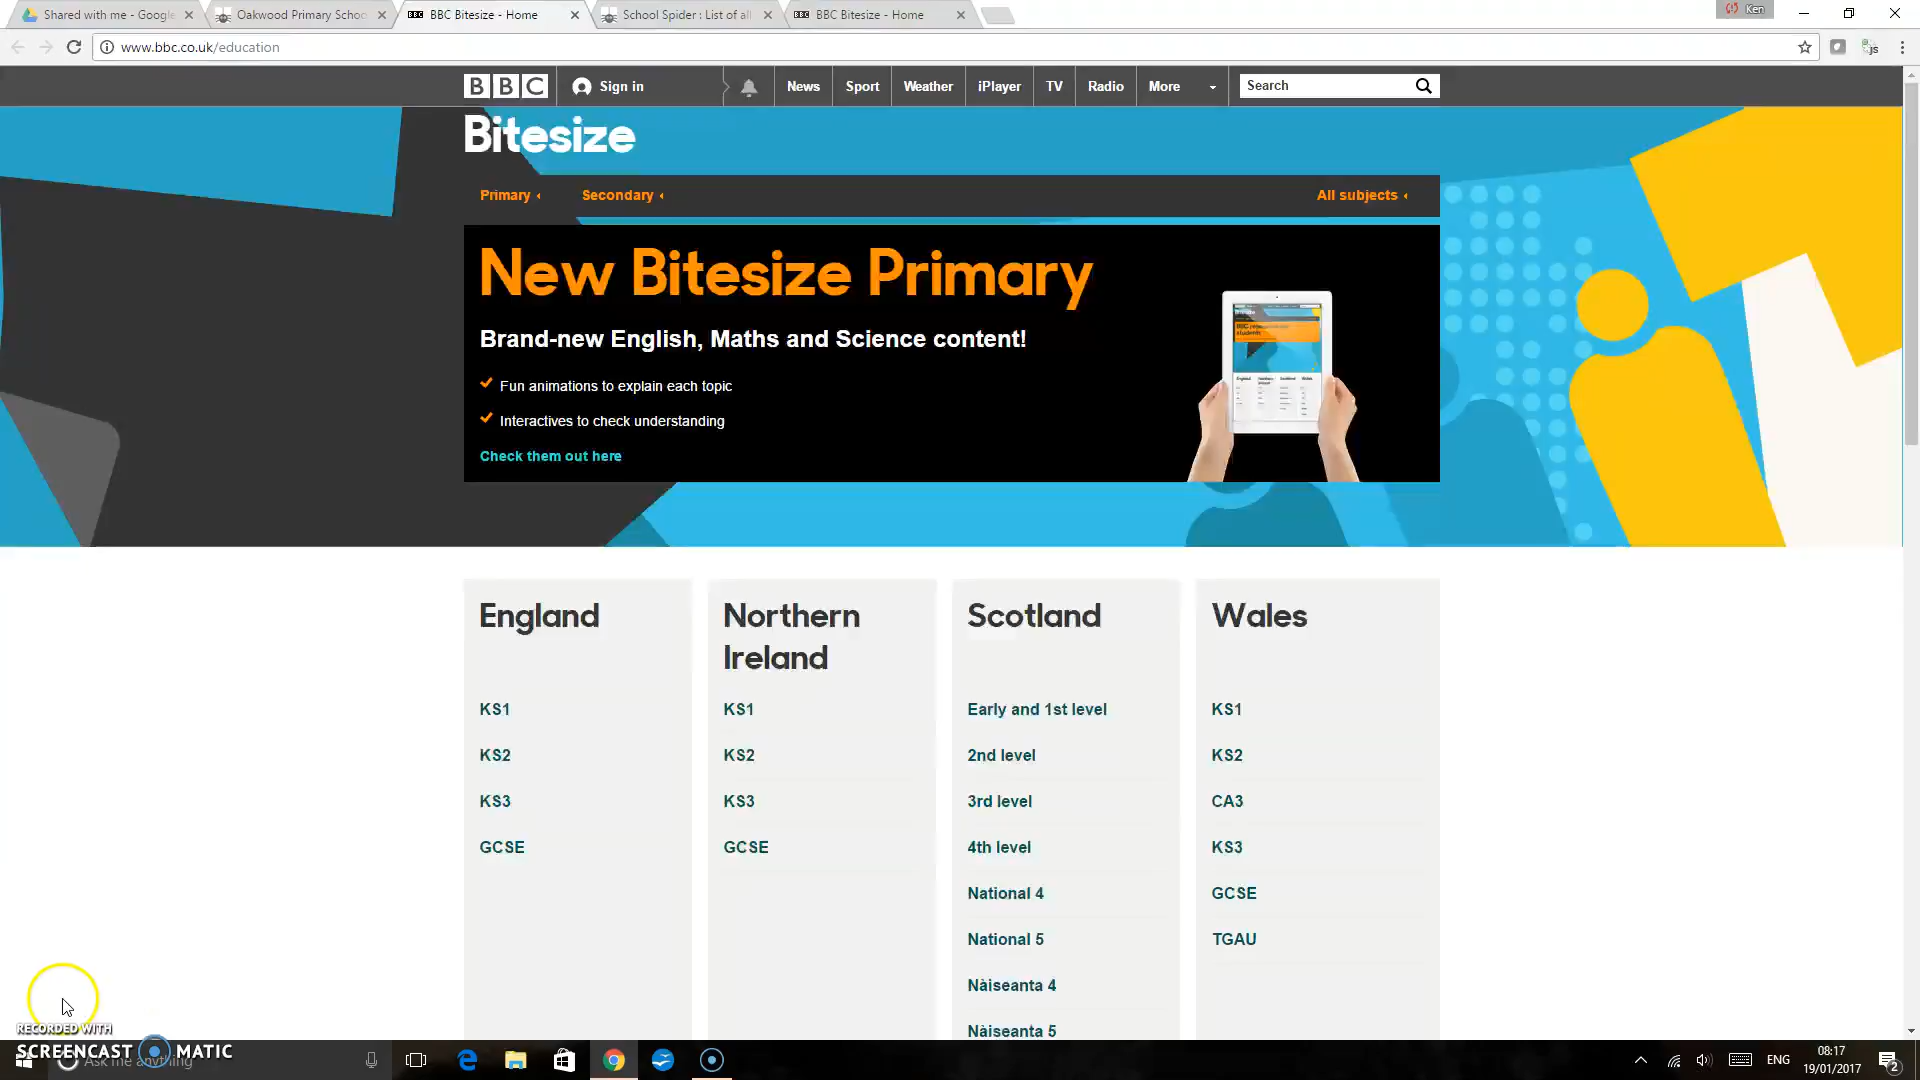 Shared with me - Google
Oakwood Primary Schoo
BBC Bitesize - Home
School Spider : List of all
BBC Bitesize - Home
Ken
www.bbc.co.uk/education
js
BBC
Sign in
News
Sport
Weather
iPlayer
TV
Radio
More
Search
Bitesize
Primary
Secondary
All subjects
New Bitesize Primary
Brand-new English, Maths and Science content!
Fun animations to explain each topic
Interactives to check understanding
Check them out here
England
KS1
KS2
KS3
GCSE
Northern
Ireland
KS1
KS2
KS3
GCSE
Scotland
Early and 1st level
2nd level
3rd level
4th level
National 4
National 5
Nàiseanta 4
Nàiseanta 5
Wales
KS1
KS2
CA3
KS3
GCSE
TGAU
RECORDED WITH
SCREENCAST MATIC
Ask me anything
ENG
08:17
19/01/2017
2